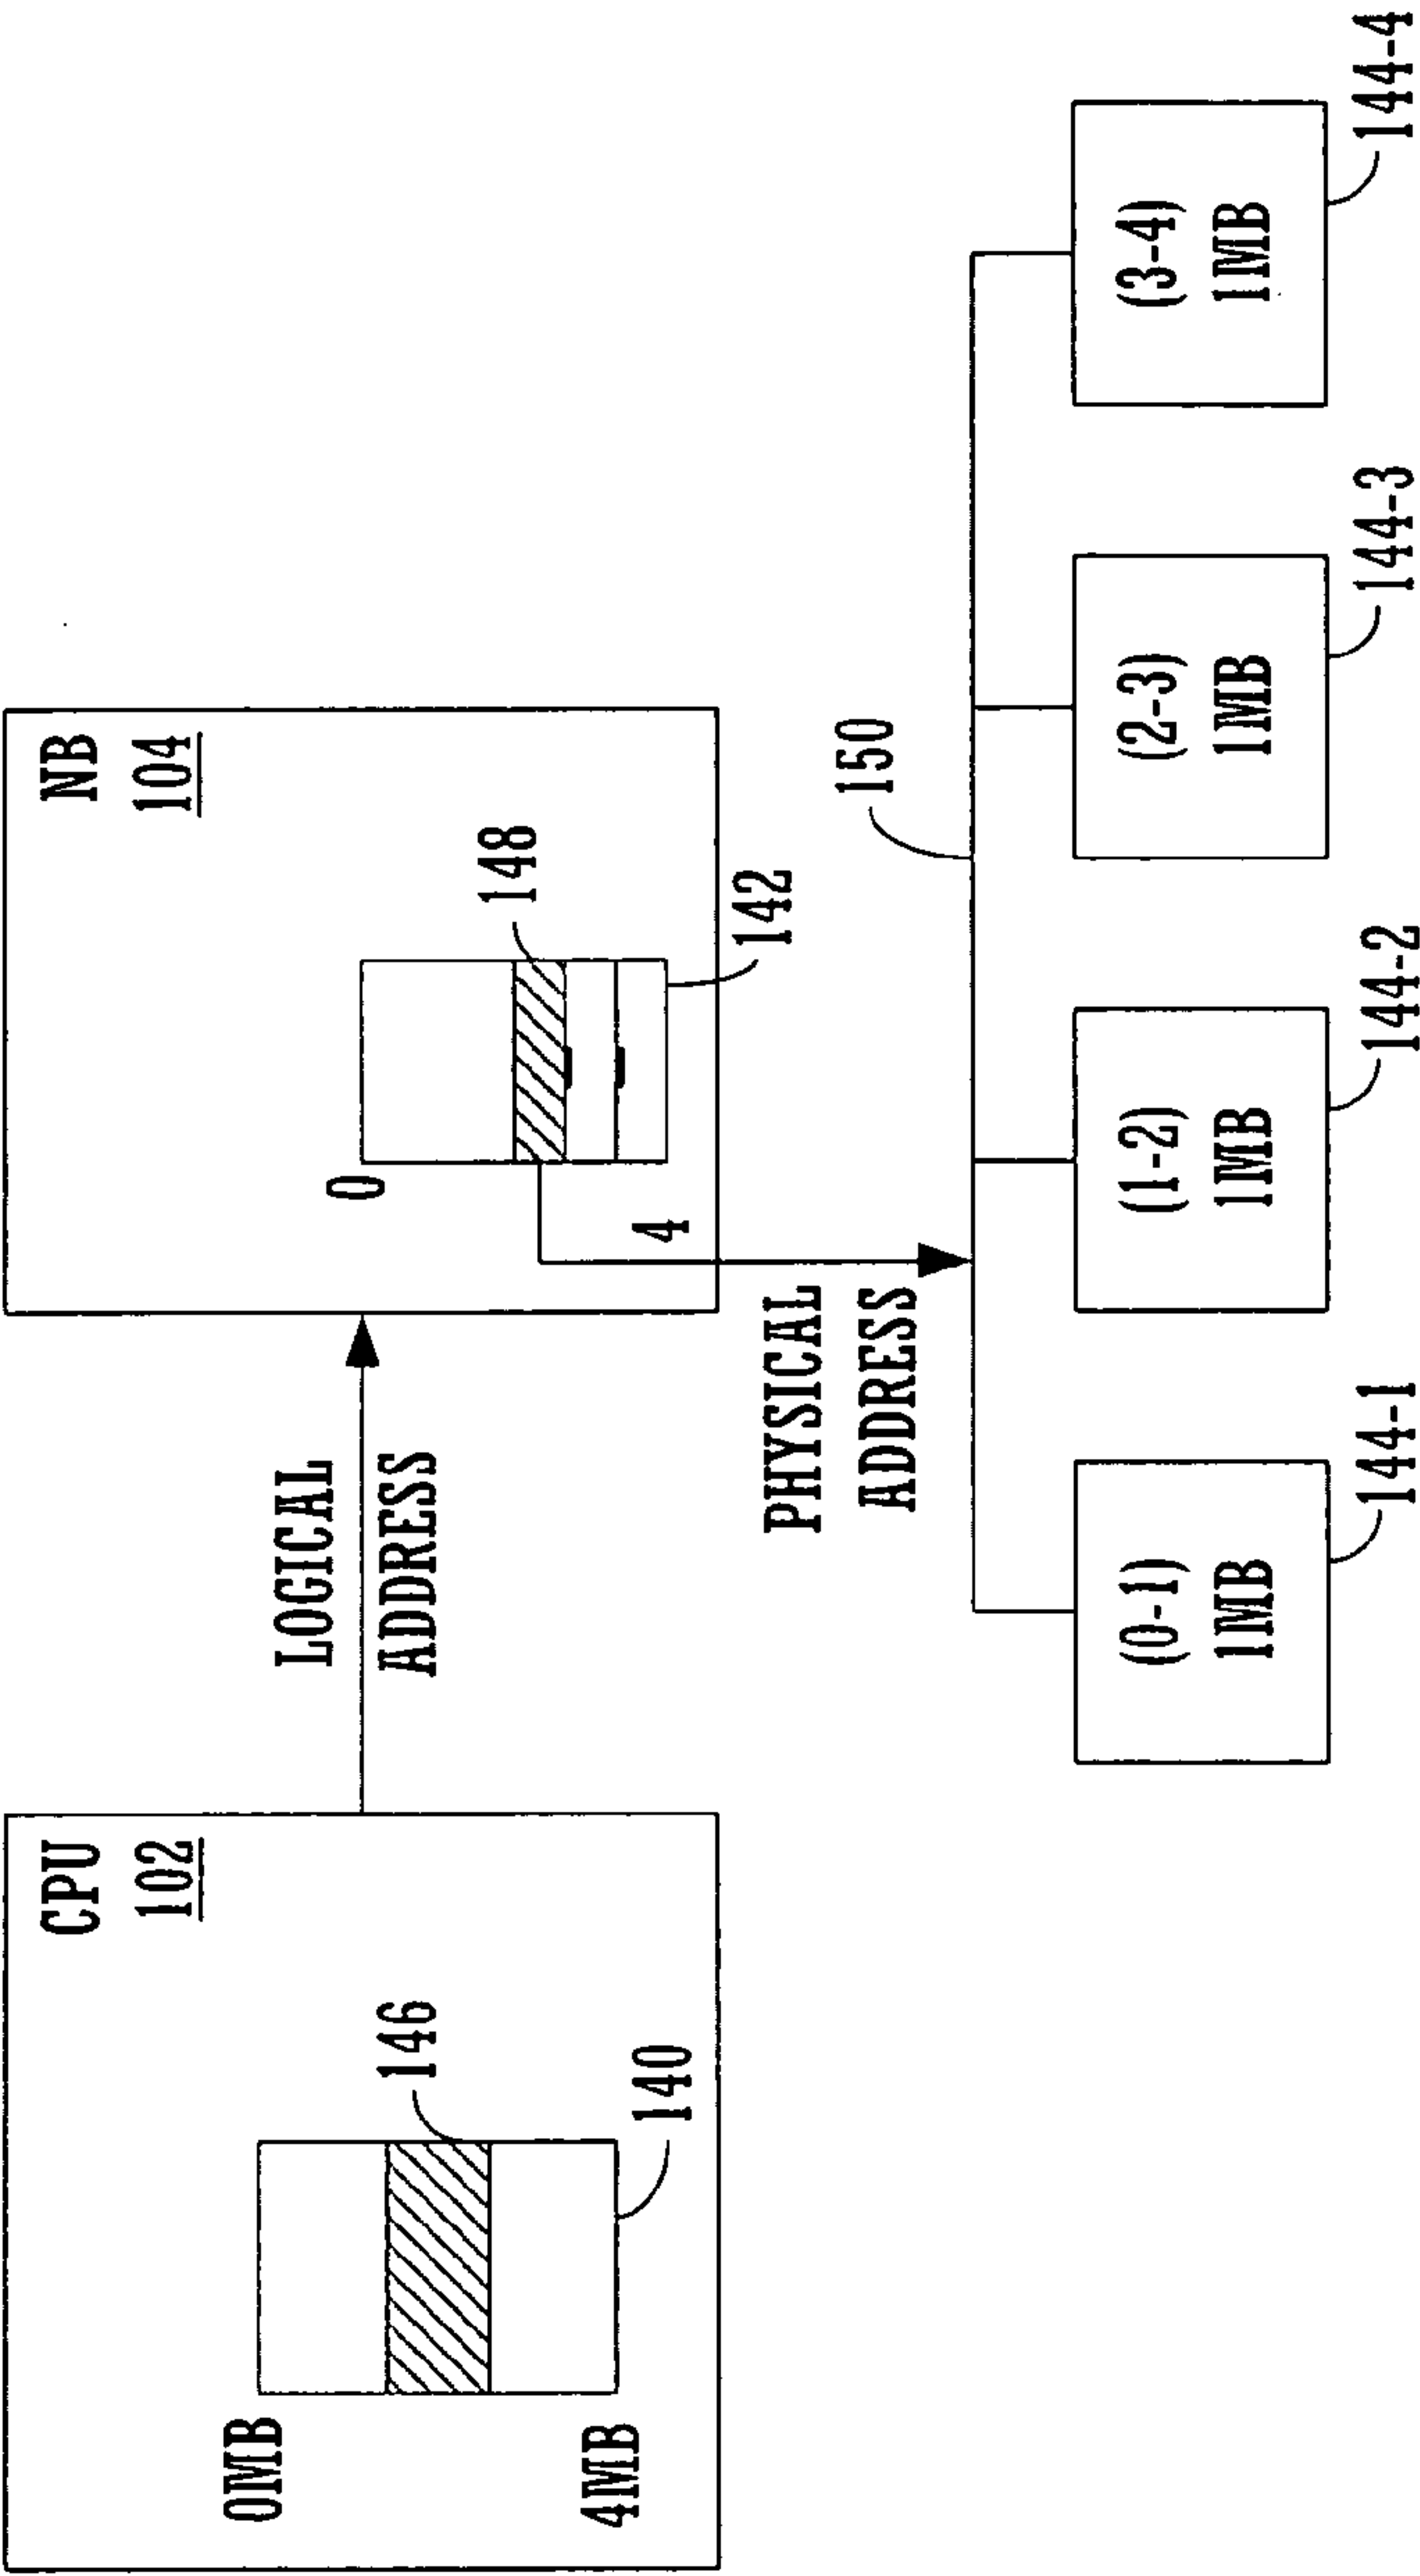 CPU
102
0MB
146
140
4MB
LOGICAL
ADDRESS
NB
104
0
148
4
142
PHYSICAL
ADDRESS
150
(0-1)
1MB
144-1
(1-2)
1MB
144-2
(2-3)
1MB
144-3
(3-4)
1MB
144-4